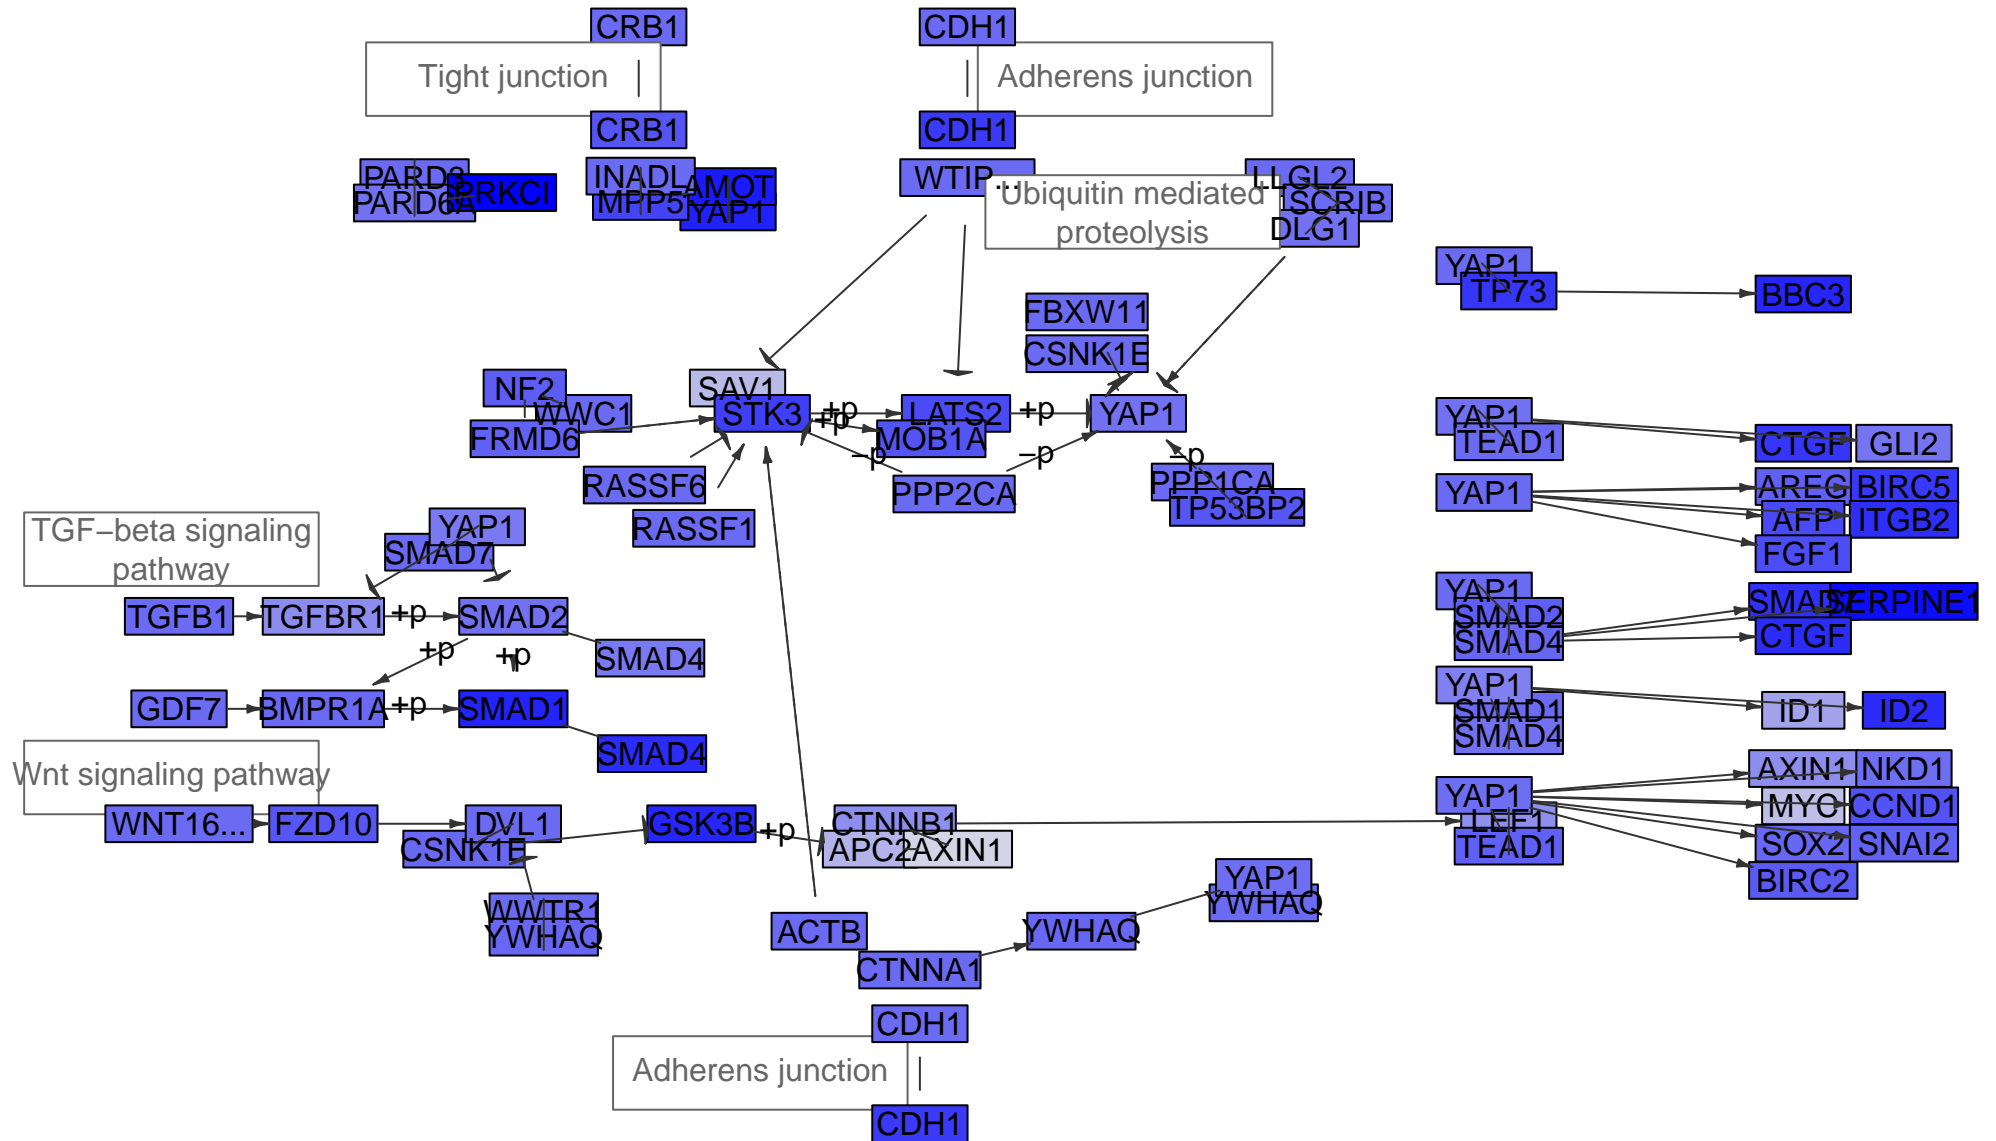 CRB1
CDH1
Tight junction
Adherens junction
CRB1
CDH1
PARD3
PARD6A
PRKCI
INADL
MPP5
AMOT
YAP1
WTIP...
Ubiquitin mediated
proteolysis
LLGL2
SCRIB
DLG1
YAP1
TP73
BBC3
FBXW11
CSNK1E
NF2
WWC1
FRMD6
SAV1
STK3
+p
+p
LATS2
MOB1A
+p
YAP1
−p
−p
−p
RASSF6
RASSF1
PPP2CA
PPP1CA
TP53BP2
YAP1
TEAD1
CTGF
GLI2
YAP1
AREG
BIRC5
AFP
ITGB2
FGF1
TGF−beta signaling
pathway
YAP1
SMAD7
TGFB1
TGFBR1
+p
SMAD2
+p
+p
SMAD4
GDF7
BMPR1A
+p
SMAD1
SMAD4
YAP1
SMAD2
SMAD4
SMAD7
SERPINE1
CTGF
YAP1
SMAD1
SMAD4
ID1
ID2
Wnt signaling pathway
WNT16...
FZD10
DVL1
CSNK1E
GSK3B
+p
CTNNB1
APC2
AXIN1
YAP1
LEF1
TEAD1
AXIN1
NKD1
MYC
CCND1
SOX2
SNAI2
BIRC2
WWTR1
YWHAQ
ACTB
CTNNA1
YWHAQ
YAP1
YWHAQ
CDH1
Adherens junction
CDH1